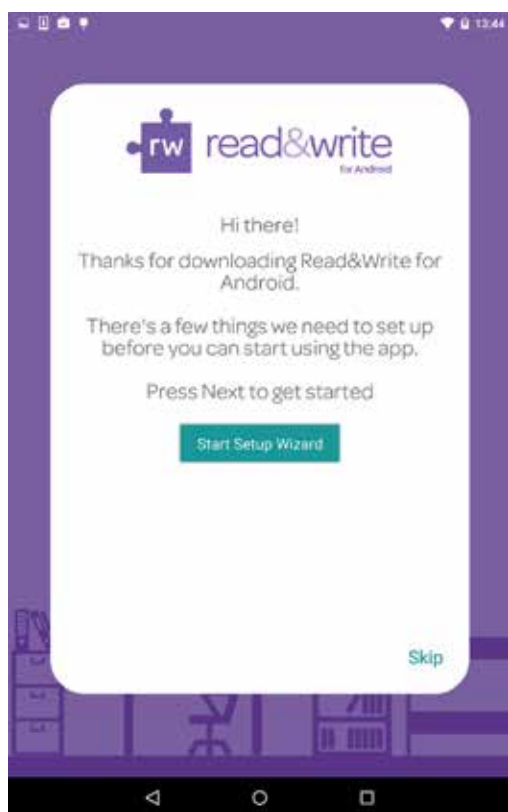 13:44
rw read&write
for Android
Hi there!
Thanks for downloading Read&Write for
Android.
There's a few things we need to set up
before you can start using the app.
Press Next to get started
Start Setup Wizard
Skip